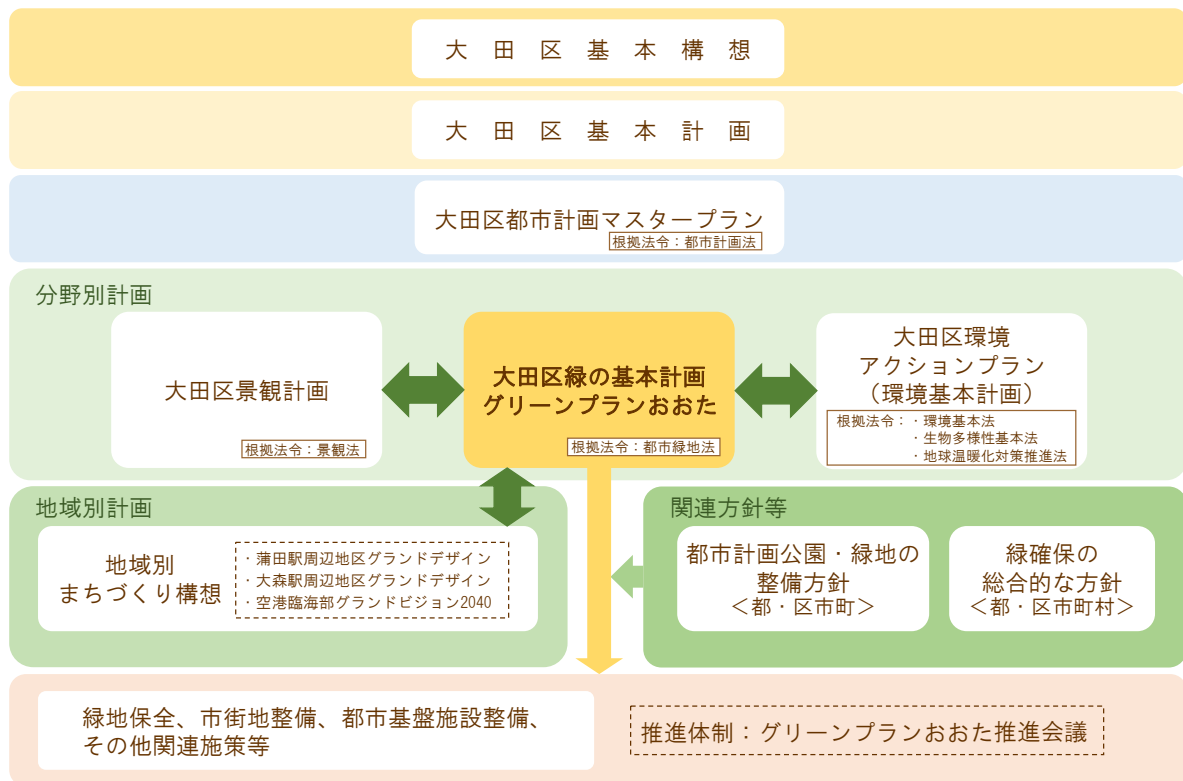 大田区基本構想
大田区基本計画
大田区都市計画マスタープラン
根拠法令：都市計画法
分野別計画
大田区景観計画
根拠法令：景観法
大田区緑の基本計画
グリーンプランおおた
根拠法令：都市緑地法
大田区環境
アクションプラン
（環境基本計画）
根拠法令：・環境基本法
・生物多様性基本法
・地球温暖化対策推進法
地域別計画
地域別
まちづくり構想
・蒲田駅周辺地区グランドデザイン
・大森駅周辺地区グランドデザイン
・空港臨海部グランドビジョン2040
関連方針等
都市計画公園・緑地の
整備方針
＜都・区市町＞
緑確保の
総合的な方針
＜都・区市町村＞
緑地保全、市街地整備、都市基盤施設整備、
その他関連施策等
推進体制：グリーンプランおおた推進会議